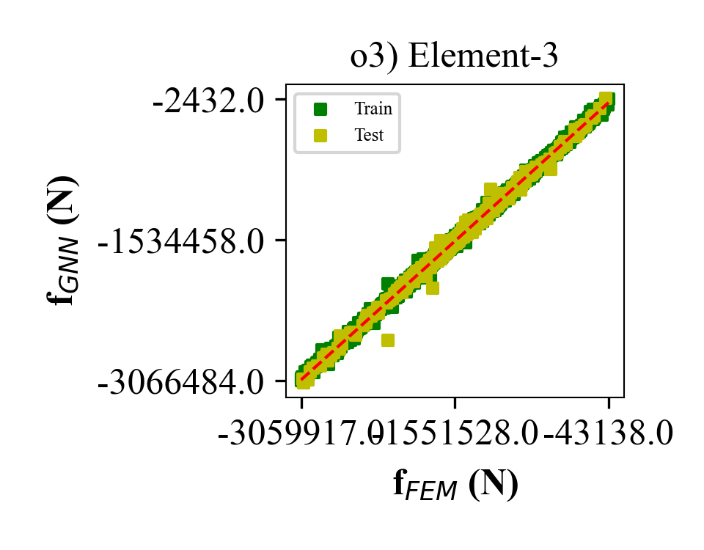 o3) Element-3
Train
Test
-2432.0
-1534458.0
-3066484.0
f_GNN (N)
-3059917.0
-1551528.0
-43138.0
f_FEM (N)